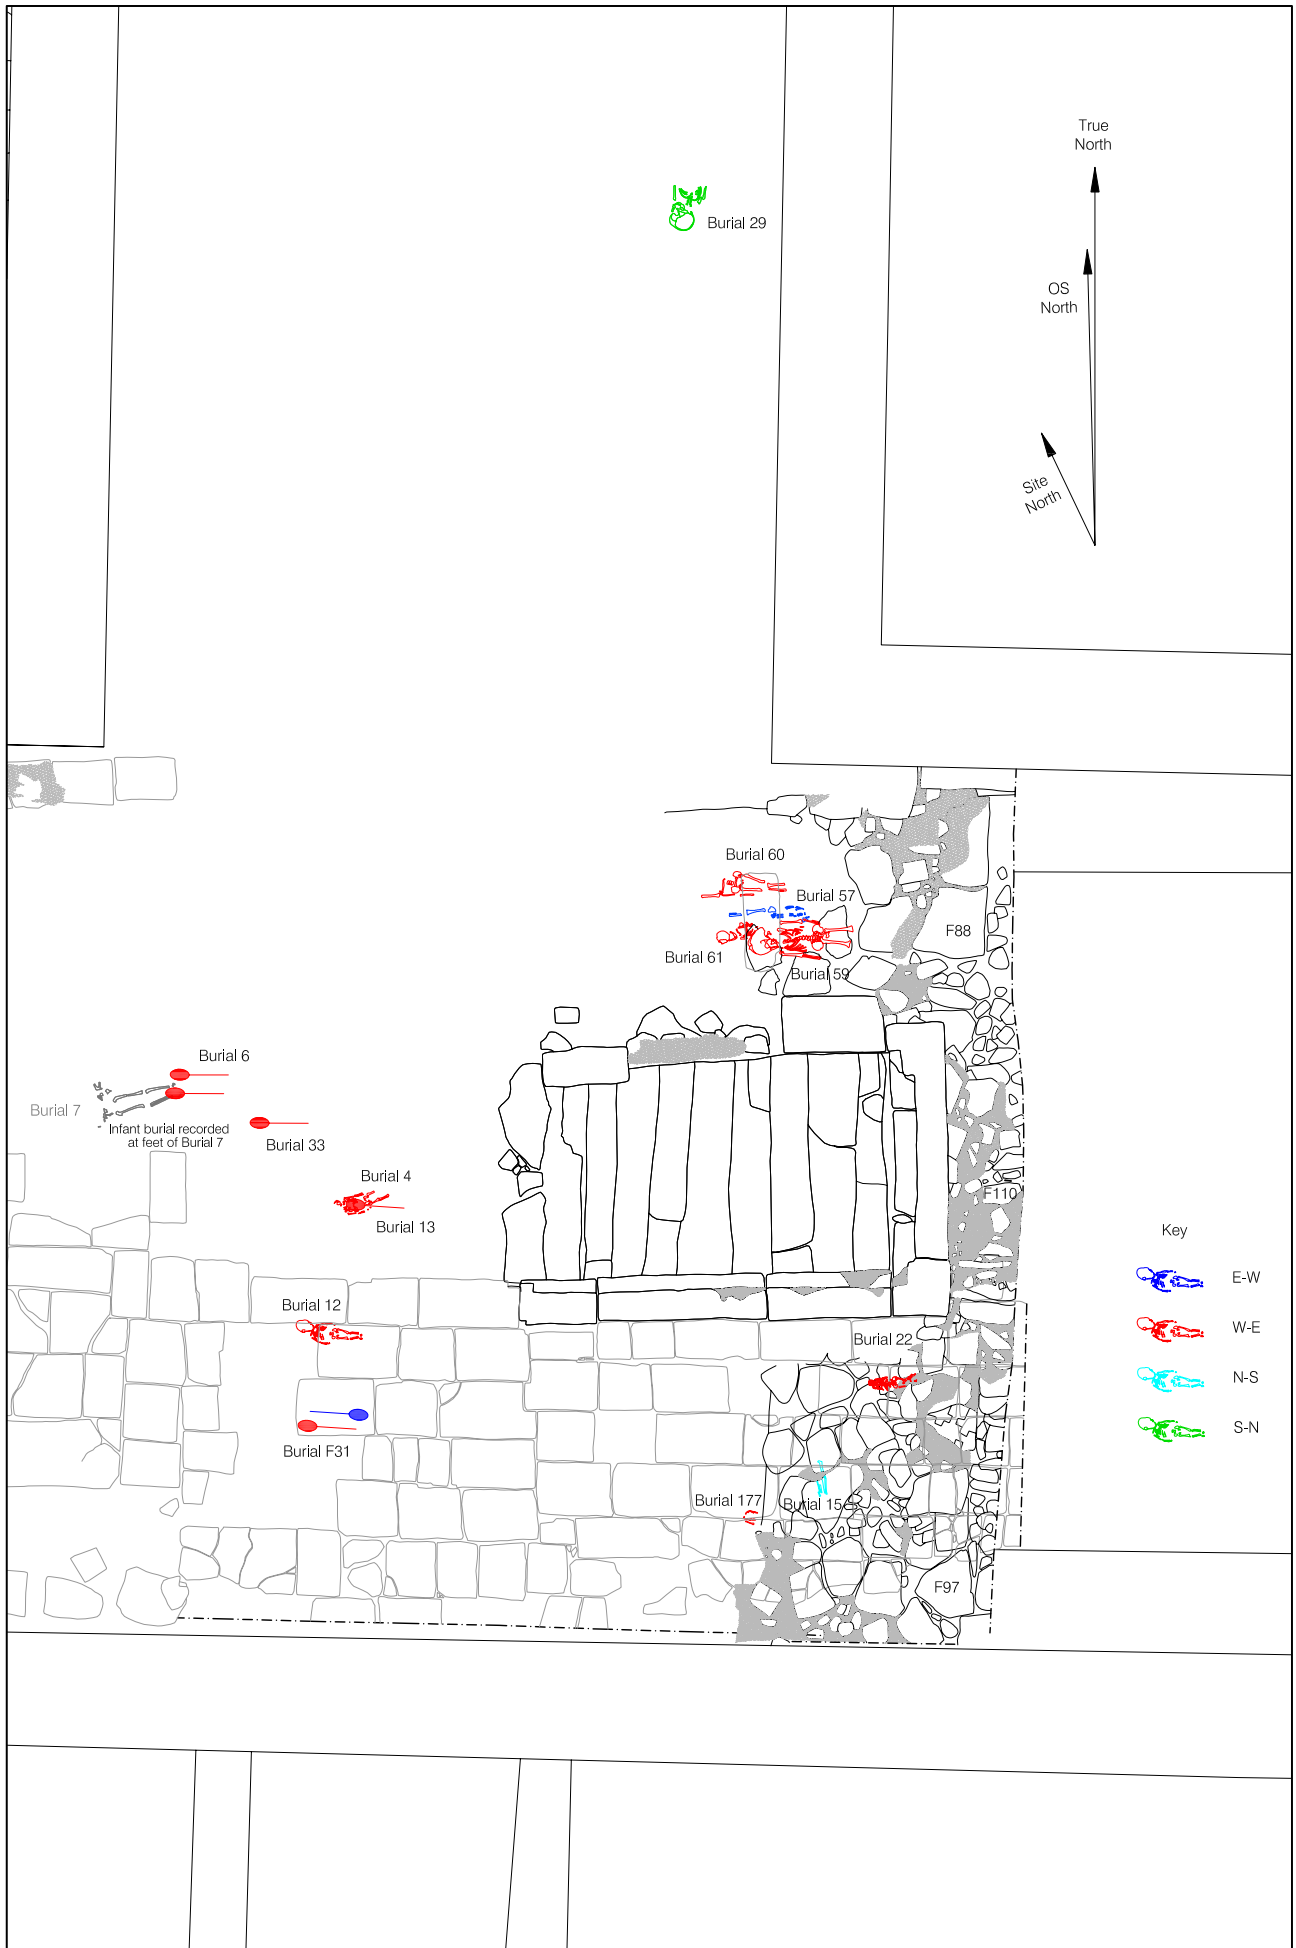 True
North
Burial 29
OS
North
Site
North
Burial 60
Burial 57
F88
Burial 61
Burial 59
Burial 6
Burial 7
Infant burial recorded
at feet of Burial 7
Burial 33
Burial 4
F110
Burial 13
Key
E-W
Burial 12
W-E
Burial 22
N-S
S-N
Burial F31
Burial 177
Burial 15
F97